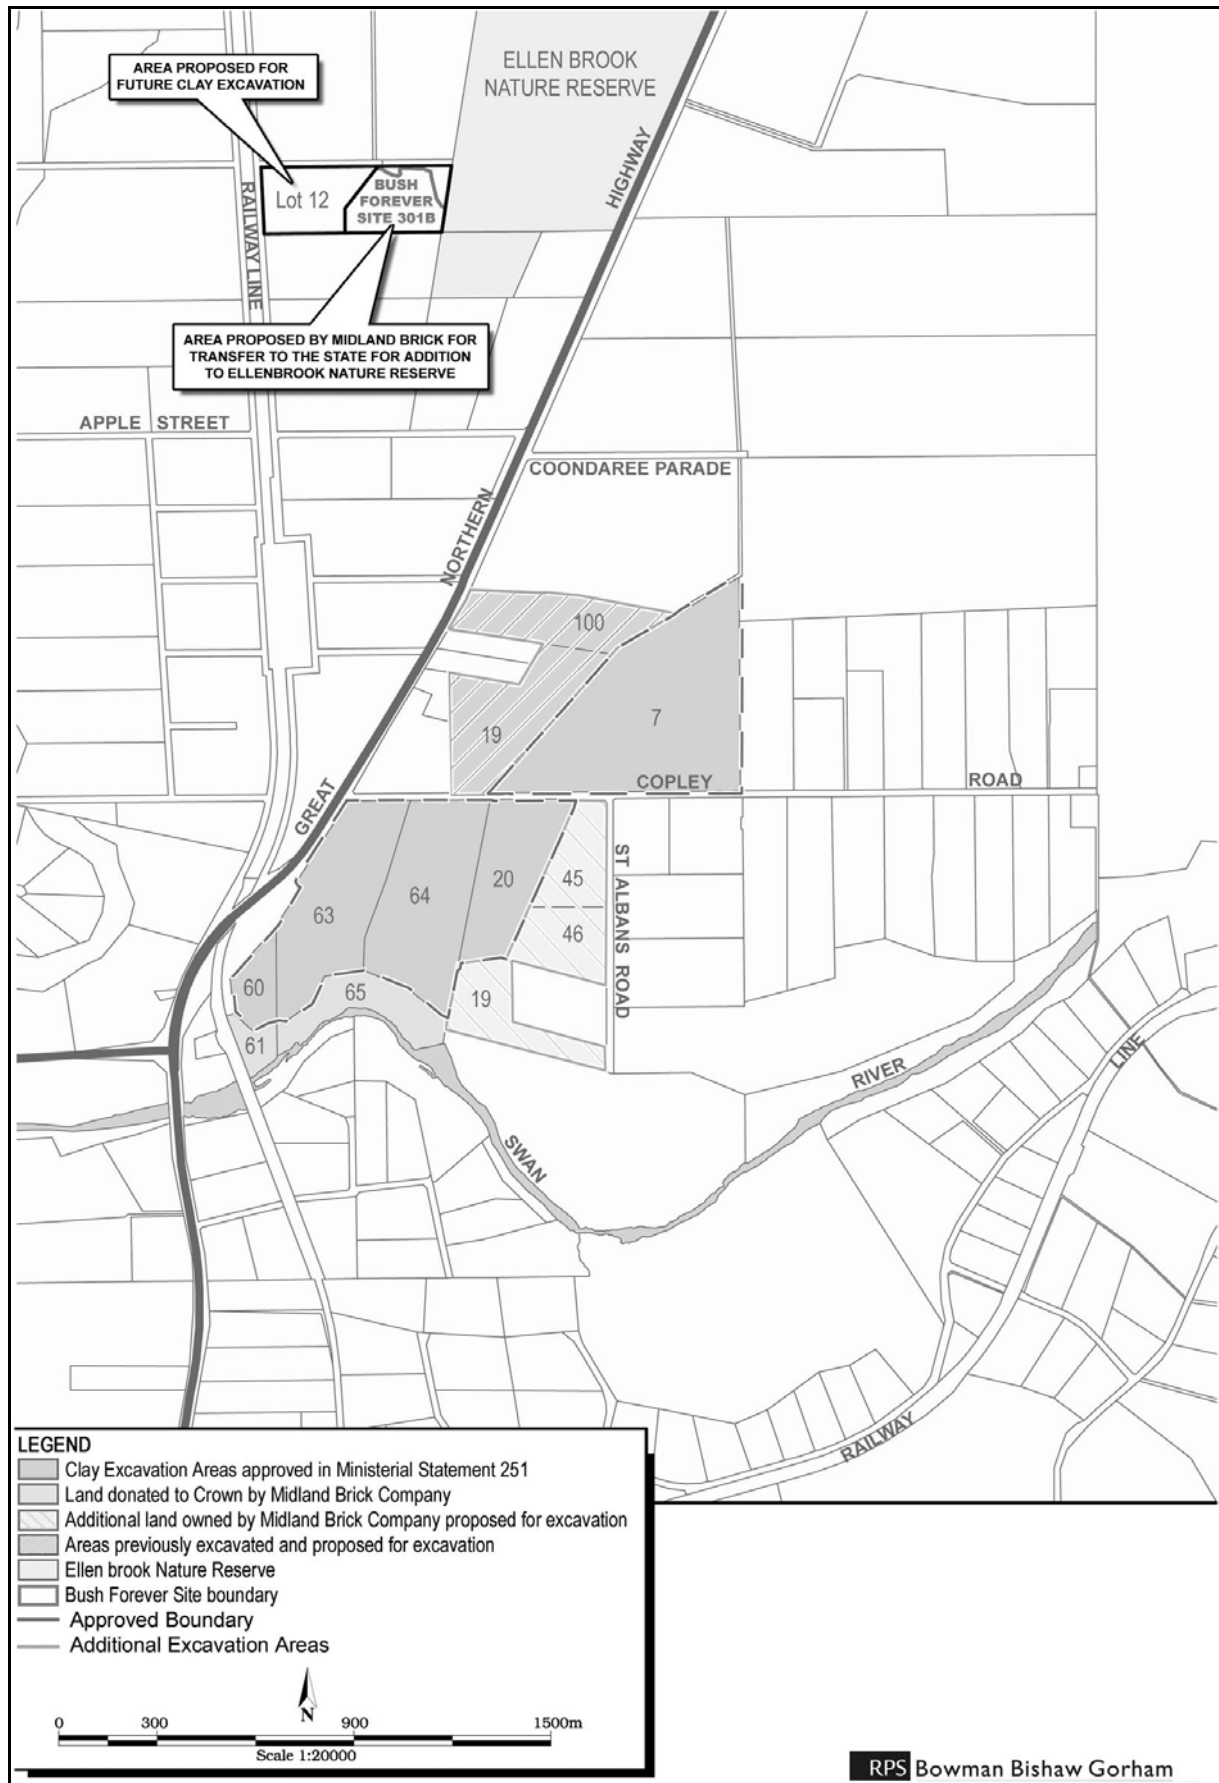 ELLEN BROOK
NATURE RESERVE
AREA PROPOSED FOR
FUTURE CLAY EXCAVATION
HIGHWAY
RAILWAY LINE
Lot 12
BUSH
FOREVER
SITE 301B
AREA PROPOSED BY MIDLAND BRICK FOR
TRANSFER TO THE STATE FOR ADDITION
TO ELLENBROOK NATURE RESERVE
APPLE STREET
COONDAREE PARADE
NORTHERN
100
7
19
COPLEY
ROAD
GREAT
ST ALBANS ROAD
45
20
64
63
46
60
65
19
61
RIVER
LINE
SWAN
RAILWAY
LEGEND
Clay Excavation Areas approved in Ministerial Statement 251
Land donated to Crown by Midland Brick Company
Additional land owned by Midland Brick Company proposed for excavation
Areas previously excavated and proposed for excavation
Ellen brook Nature Reserve
Bush Forever Site boundary
Approved Boundary
Additional Excavation Areas
N
0 300 900 1500m
Scale 1:20000
RPS Bowman Bishaw Gorham